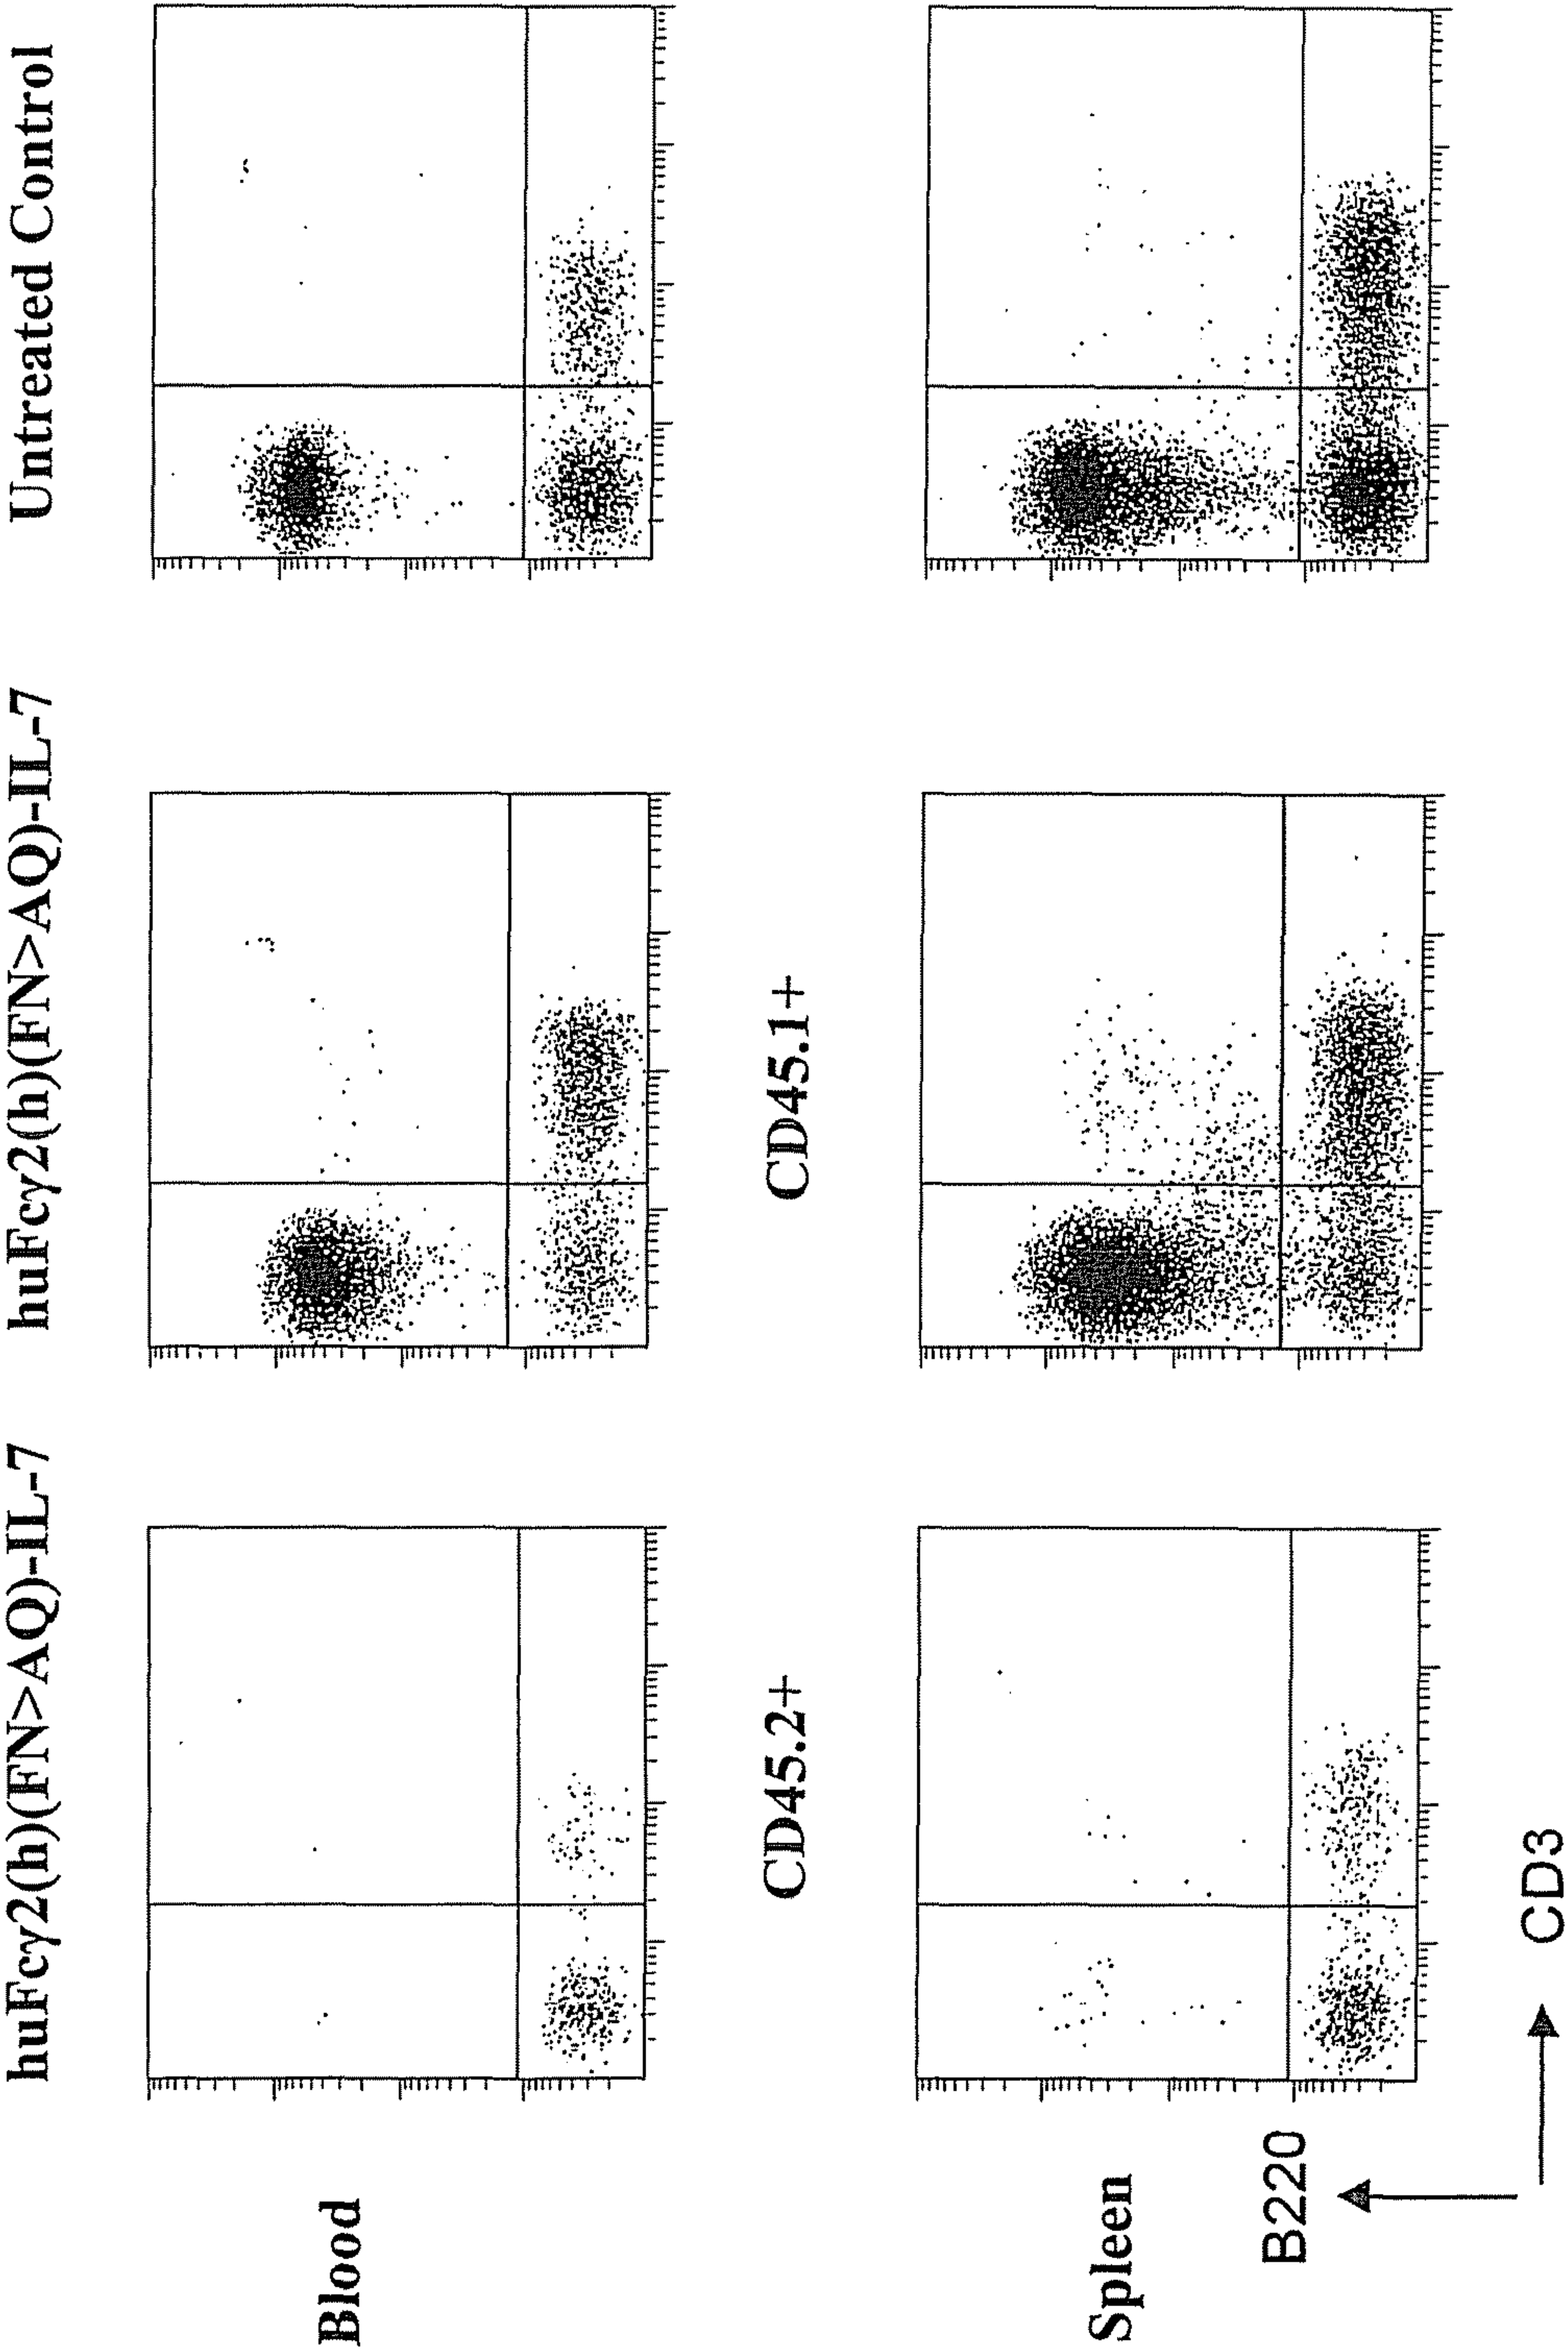 huFcγ2(h)(FN>AQ)-IL-7
huFcγ2(h)(FN>AQ)-IL-7
Untreated Control
Blood
CD45.2+
CD45.1+
Spleen
B220
CD3